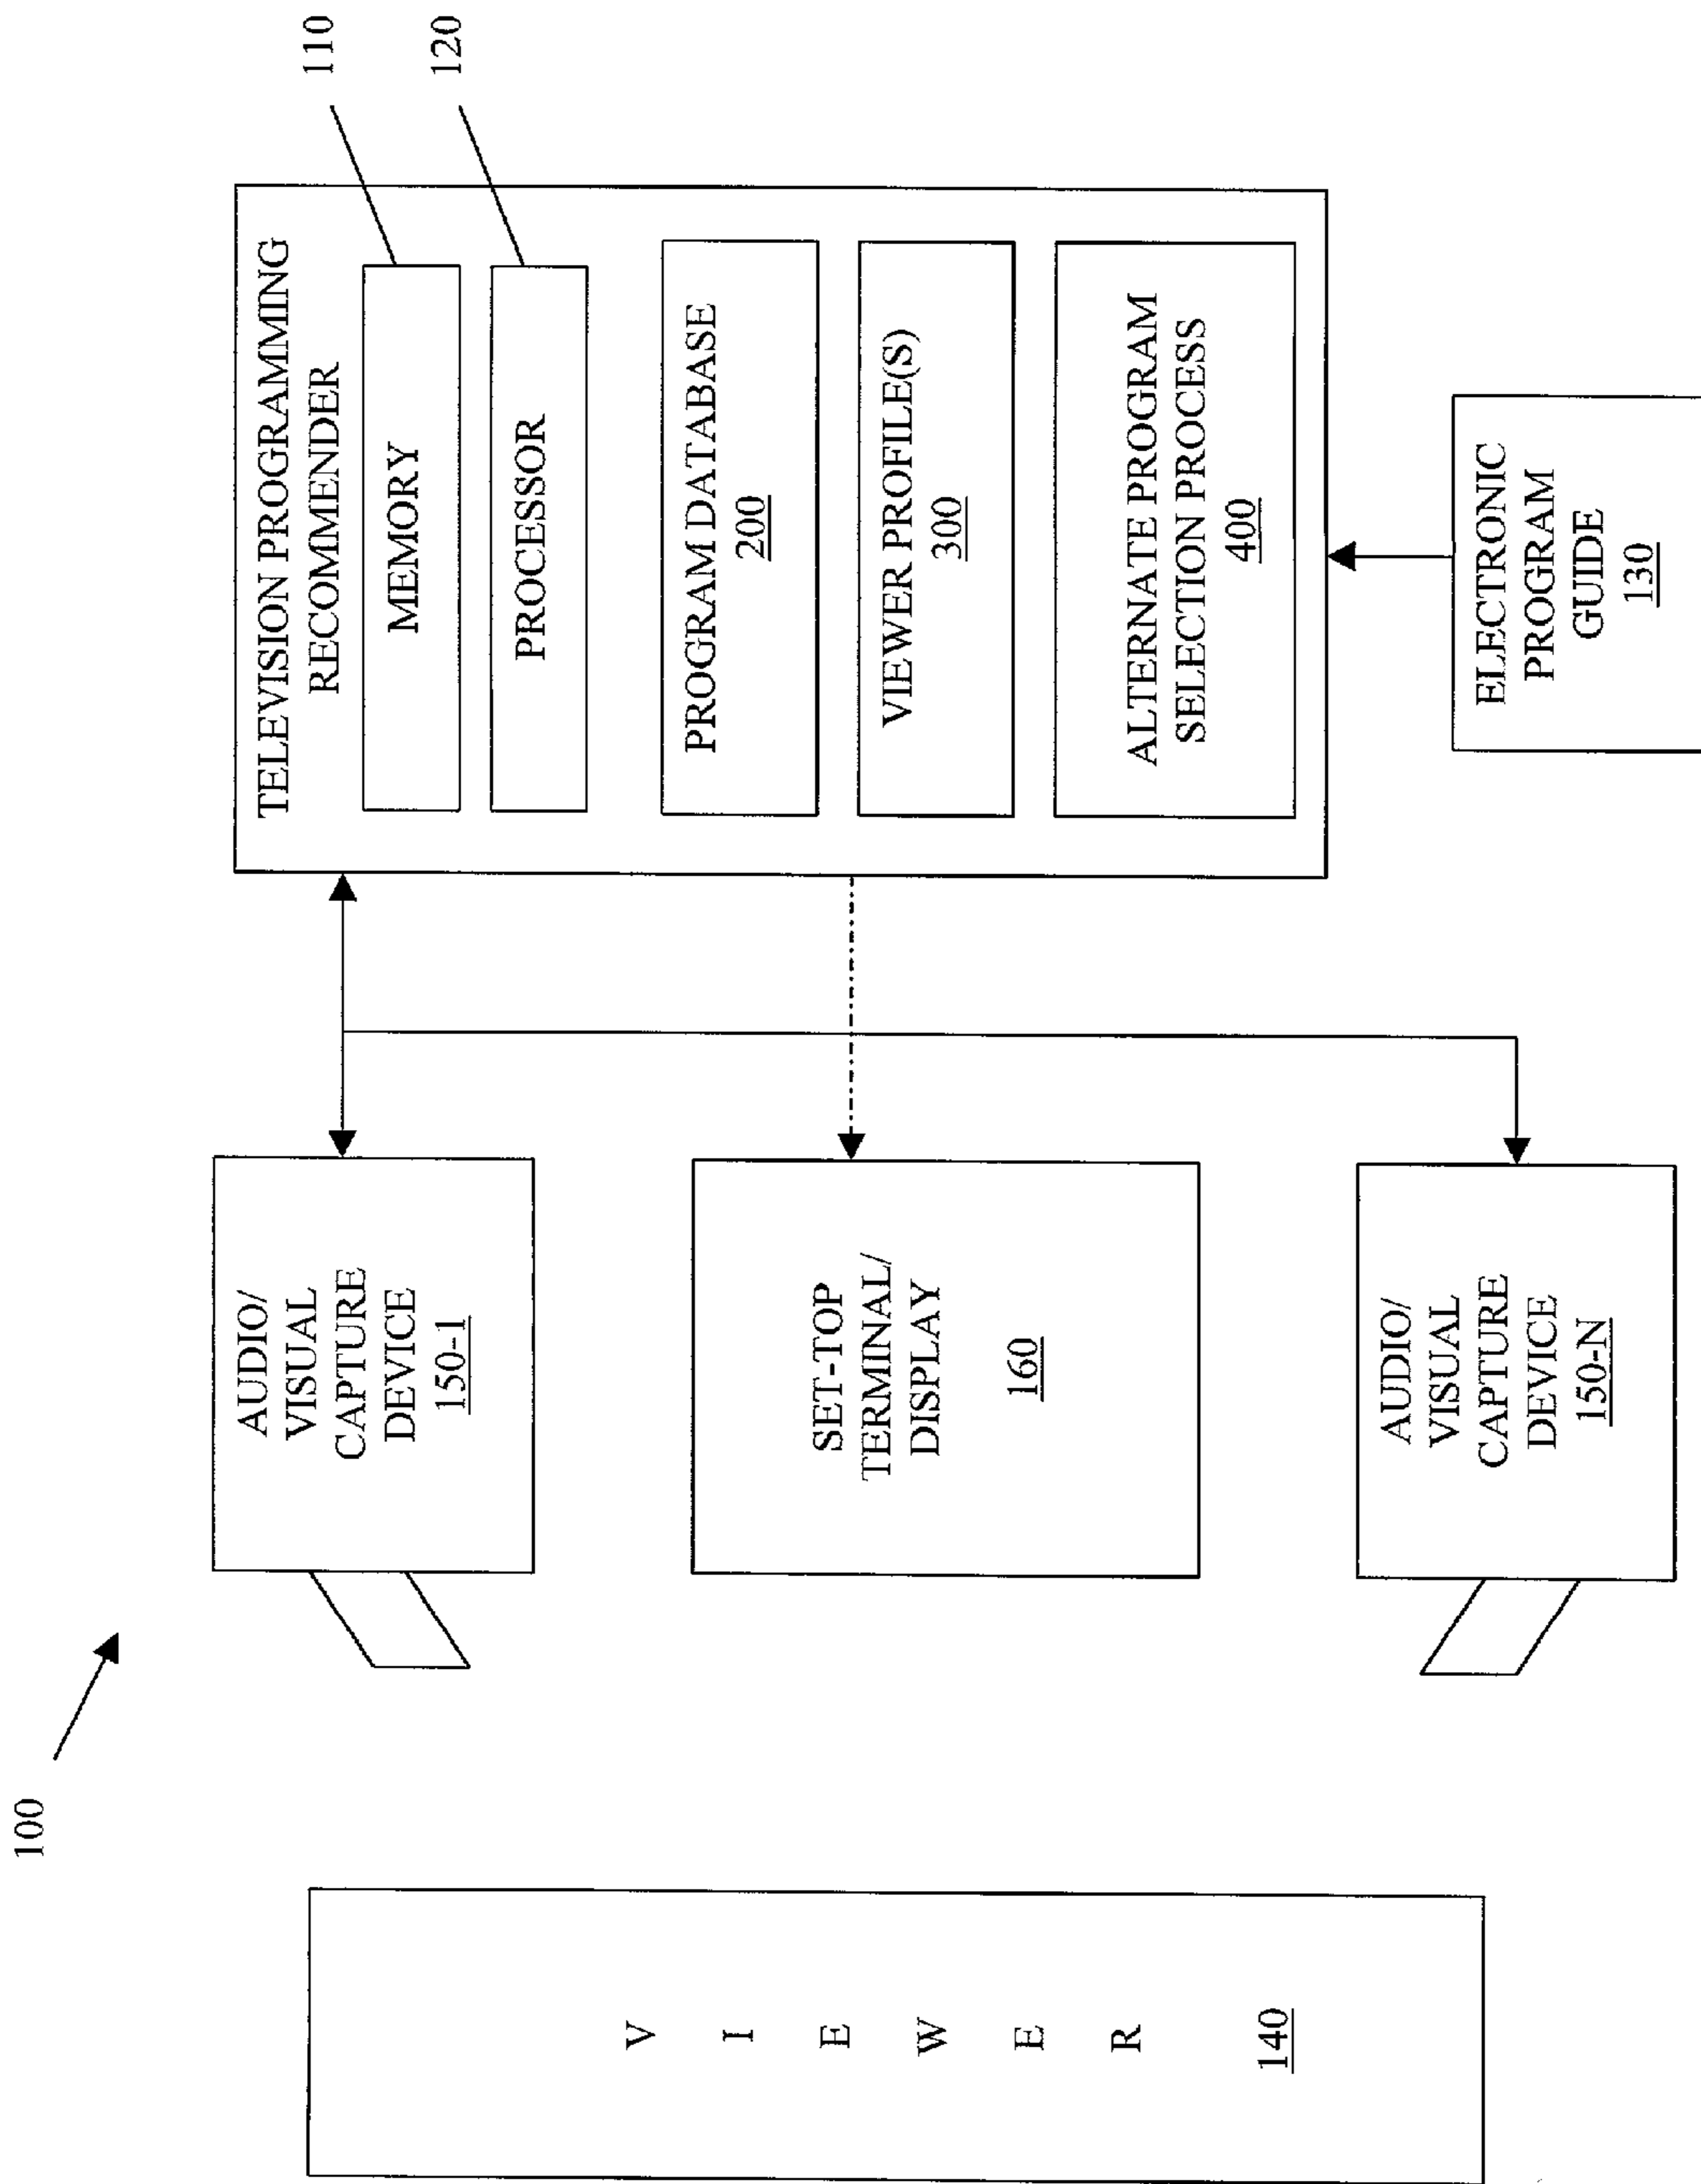 100
VIEWER
140
AUDIO/
VISUAL
CAPTURE
DEVICE
150-1
SET-TOP
TERMINAL/
DISPLAY
160
AUDIO/
VISUAL
CAPTURE
DEVICE
150-N
TELEVISION PROGRAMMING
RECOMMENDER
MEMORY
PROCESSOR
PROGRAM DATABASE
200
VIEWER PROFILE(S)
300
ALTERNATE PROGRAM
SELECTION PROCESS
400
110
120
ELECTRONIC
PROGRAM
GUIDE
130